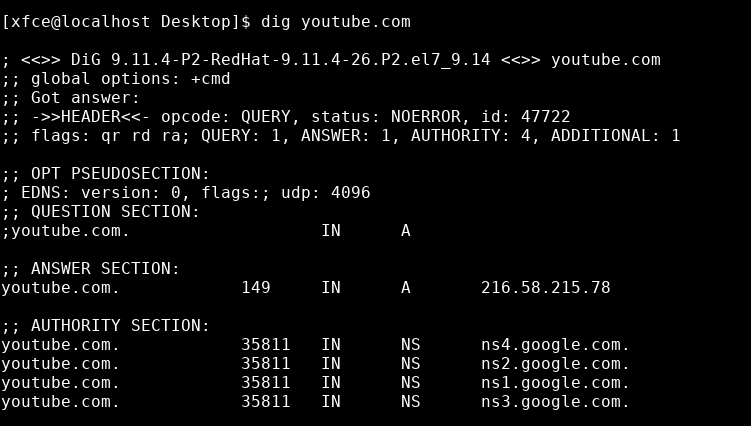 [xfce@localhost Desktop]$ dig youtube.com

; <<>> DiG 9.11.4-P2-RedHat-9.11.4-26.P2.el7_9.14 <<>> youtube.com
;; global options: +cmd
;; Got answer:
;; ->>HEADER<<- opcode: QUERY, status: NOERROR, id: 47722
;; flags: qr rd ra; QUERY: 1, ANSWER: 1, AUTHORITY: 4, ADDITIONAL: 1

;; OPT PSEUDOSECTION:
; EDNS: version: 0, flags:; udp: 4096
;; QUESTION SECTION:
;youtube.com.                   IN      A

;; ANSWER SECTION:
youtube.com.            149     IN      A       216.58.215.78

;; AUTHORITY SECTION:
youtube.com.            35811   IN      NS      ns4.google.com.
youtube.com.            35811   IN      NS      ns2.google.com.
youtube.com.            35811   IN      NS      ns1.google.com.
youtube.com.            35811   IN      NS      ns3.google.com.